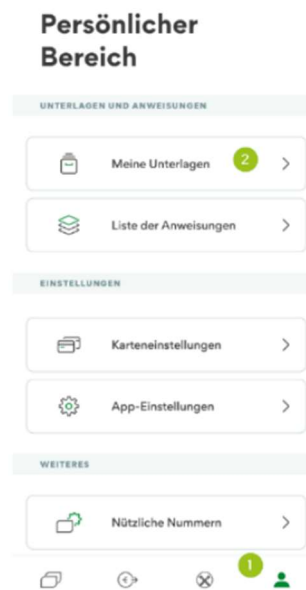 Persönlicher
Bereich
UNTERLAGEN UND ANWEISUNGEN
Meine Unterlagen 2
Liste der Anweisungen
EINSTELLUNGEN
Karteneinstellungen
App-Einstellungen
WEITERES
Nützliche Nummern
1